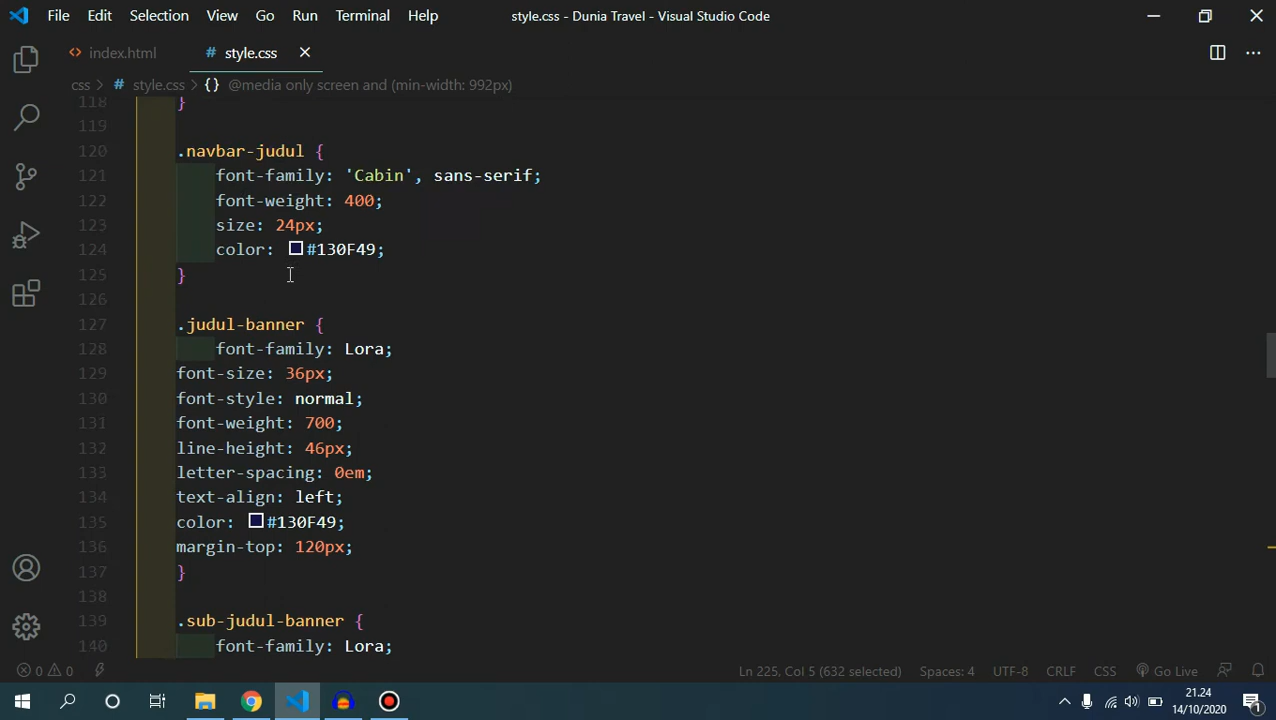 File Edit Selection View Go Run Terminal Help style.css - Dunia Travel - Visual Studio Code
<> index.html # style.css ×
css > # style.css > {} @media only screen and (min-width: 992px)
118 }
119
120 .navbar-judul {
121 font-family: 'Cabin', sans-serif;
122 font-weight: 400;
123 size: 24px;
124 color: #130F49;
125 }
126
127 .judul-banner {
128 font-family: Lora;
129 font-size: 36px;
130 font-style: normal;
131 font-weight: 700;
132 line-height: 46px;
133 letter-spacing: 0em;
134 text-align: left;
135 color: #130F49;
136 margin-top: 120px;
137 }
138
139 .sub-judul-banner {
140 font-family: Lora;
0 0 Ln 225, Col 5 (632 selected) Spaces: 4 UTF-8 CRLF CSS Go Live
21.24
14/10/2020
1